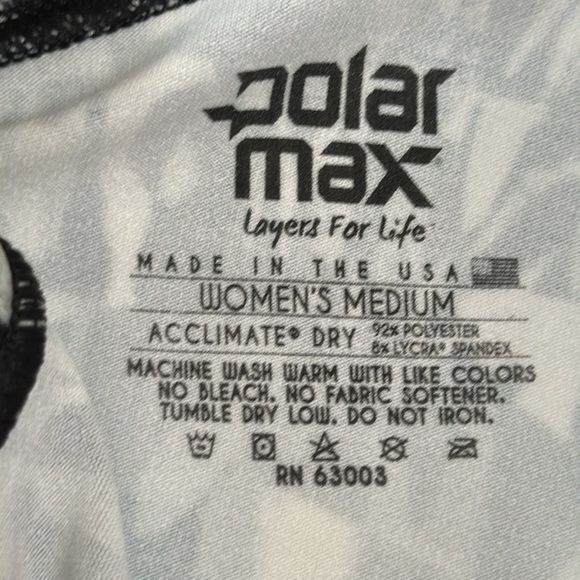 polar
max
Layers For Life
MADE IN THE USA
WOMEN'S MEDIUM
ACCLIMATE® DRY 92% POLYESTER
8% LYCRA® SPANDEX
MACHINE WASH WARM WITH LIKE COLORS
NO BLEACH. NO FABRIC SOFTENER.
TUMBLE DRY LOW. DO NOT IRON.
RN 63003